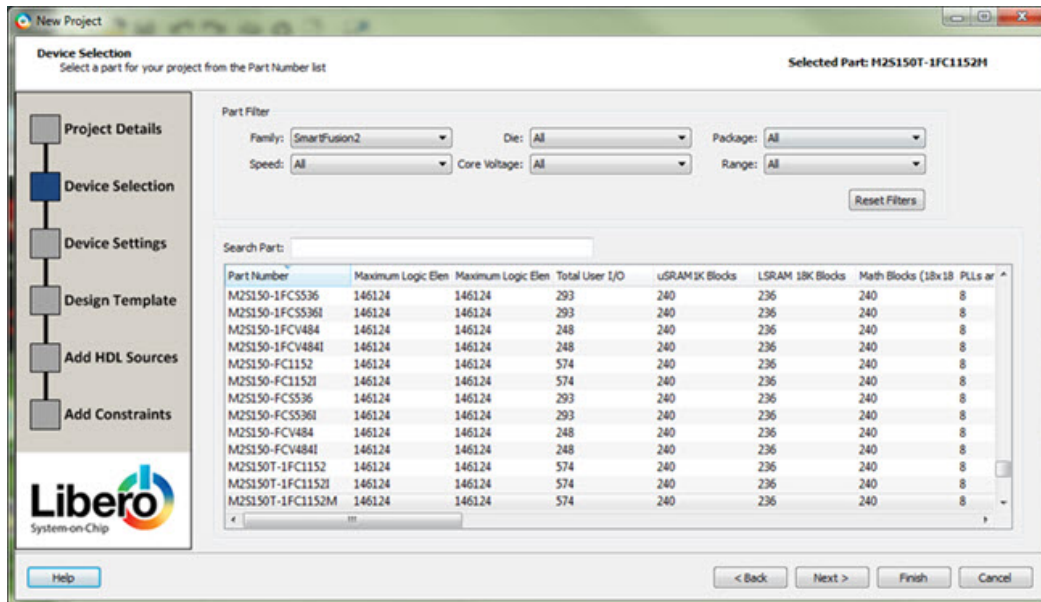 New Project
Device Selection
Select a part for your project from the Part Number list
Selected Part: M2S150T-1FC1152M
Project Details
Device Selection
Device Settings
Design Template
Add HDL Sources
Add Constraints
Libero
System-on-Chip
Part Filter
Family: SmartFusion2 Die: All Package: All
Speed: All Core Voltage: All Range: All
Reset Filters
Search Part:
Part Number Maximum Logic Elen Maximum Logic Elen Total User I/O uSRAM1K Blocks LSRAM 18K Blocks Math Blocks (18x18 PLLs ar
M2S150-1FCS536 146124 146124 293 240 236 240 8
M2S150-1FCS536I 146124 146124 293 240 236 240 8
M2S150-1FCV484 146124 146124 248 240 236 240 8
M2S150-1FCV484I 146124 146124 248 240 236 240 8
M2S150-FC1152 146124 146124 574 240 236 240 8
M2S150-FC1152I 146124 146124 574 240 236 240 8
M2S150-FCS536 146124 146124 293 240 236 240 8
M2S150-FCS536I 146124 146124 293 240 236 240 8
M2S150-FCV484 146124 146124 248 240 236 240 8
M2S150-FCV484I 146124 146124 248 240 236 240 8
M2S150T-1FC1152 146124 146124 574 240 236 240 8
M2S150T-1FC1152I 146124 146124 574 240 236 240 8
M2S150T-1FC1152M 146124 146124 574 240 236 240 8
Help < Back Next > Finish Cancel